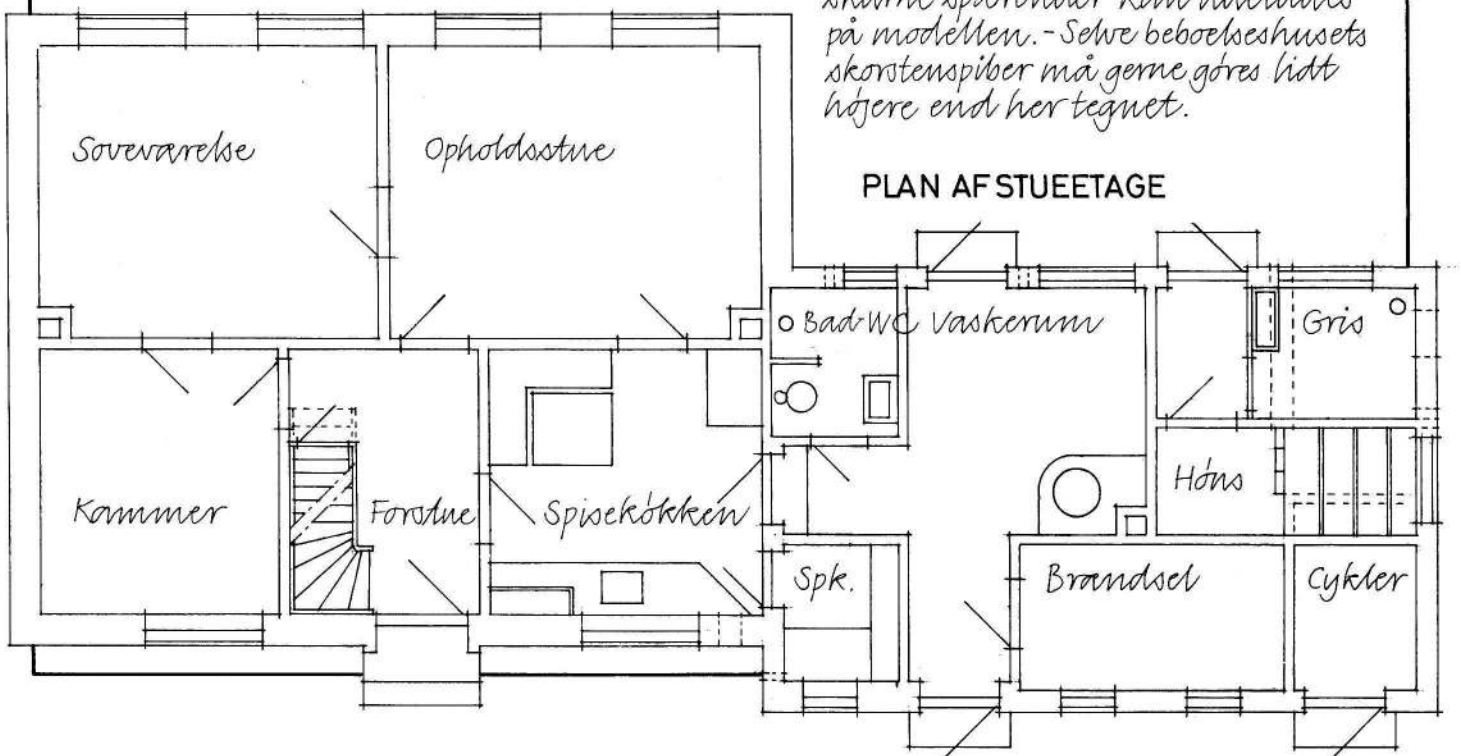 på modellen. - Selve beboelseshusets
skorstenspiber må gerne gøres lidt
højere end her tegnet.
PLAN AF STUEETAGE
Soveværelse
Opholdsstue
Bad-WC
Vaskerum
Gris
Kammer
Forstue
Spisekøkken
Høns
Spk.
Brændsel
Cykler